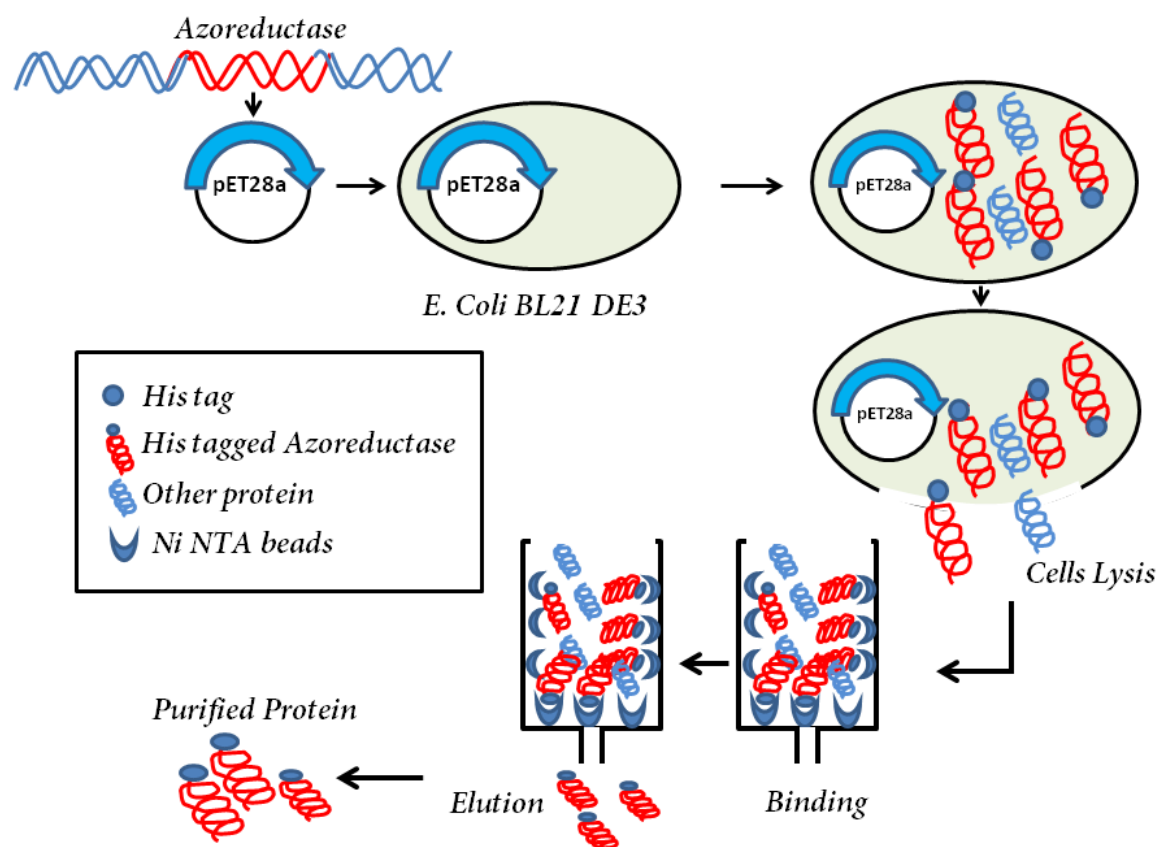 Azoreductase
pET28a
pET28a
pET28a
E. Coli BL21 DE3
pET28a
His tag
His tagged Azoreductase
Other protein
Ni NTA beads
Cells Lysis
Purified Protein
Elution
Binding